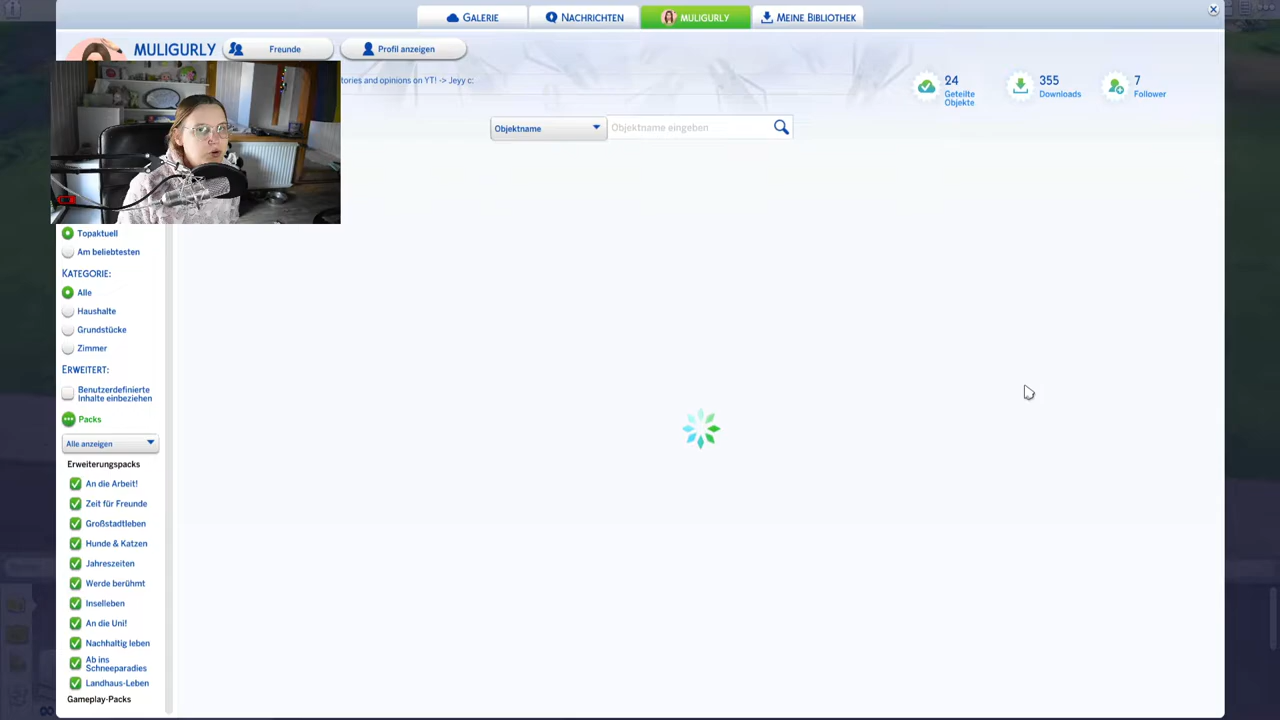 GALERIE
NACHRICHTEN
MULIGURLY
MEINE BIBLIOTHEK
MULIGURLY
Freunde
Profil anzeigen
tories and opinions on YT! -> Jeyy c:
24
Geteilte
Objekte
355
Downloads
7
Follower
Objektname
Objektname eingeben
Topaktuell
Am beliebtesten
KATEGORIE:
Alle
Haushalte
Grundstücke
Zimmer
ERWEITERT:
Benutzerdefinierte
Inhalte einbeziehen
Packs
Alle anzeigen
Erweiterungspacks
An die Arbeit!
Zeit für Freunde
Großstadtleben
Hunde & Katzen
Jahreszeiten
Werde berühmt
Inselleben
An die Uni!
Nachhaltig leben
Ab ins
Schneeparadies
Landhaus-Leben
Gameplay-Packs